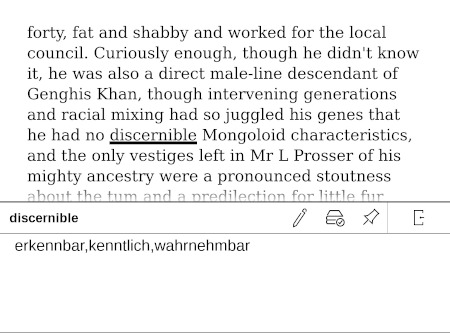 forty, fat and shabby and worked for the local
council. Curiously enough, though he didn't know
it, he was also a direct male-line descendant of
Genghis Khan, though intervening generations
and racial mixing had so juggled his genes that
he had no discernible Mongoloid characteristics,
and the only vestiges left in Mr L Prosser of his
mighty ancestry were a pronounced stoutness
about the tum and a predilection for little fur
discernible
erkennbar,kenntlich,wahrnehmbar